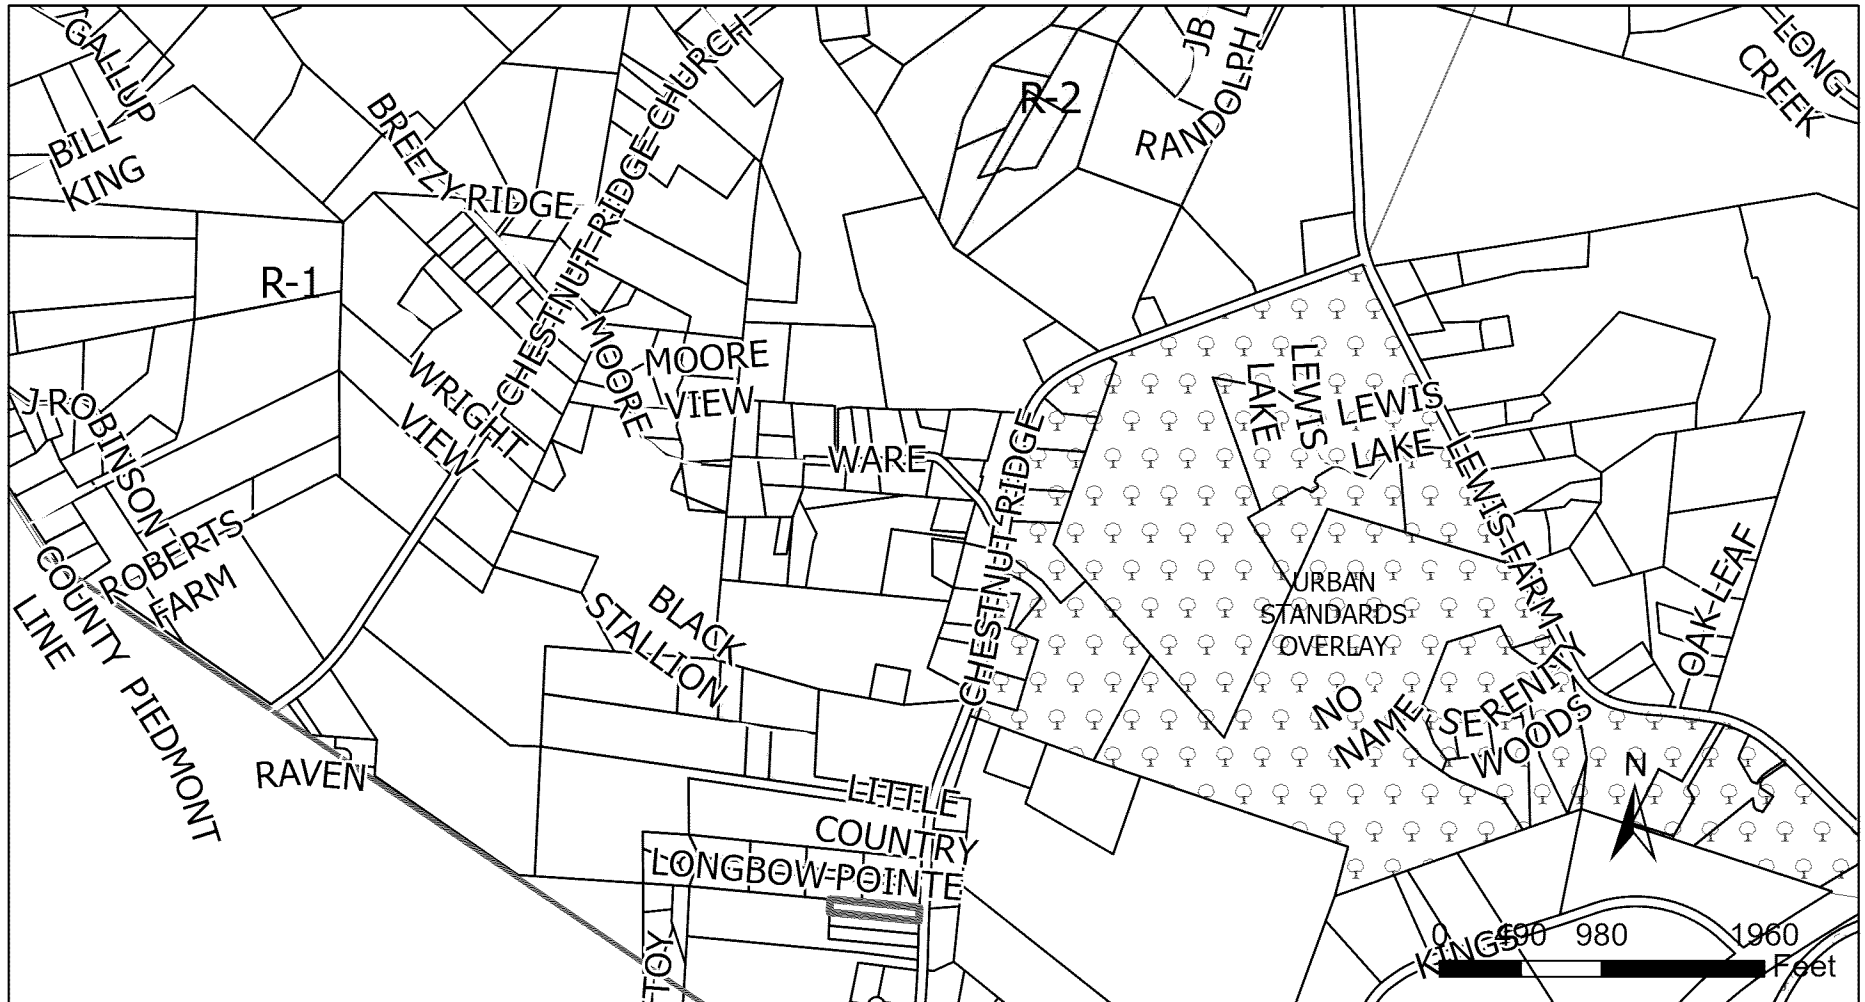 GALLUP
JB
LONG
CREEK
R-2
RANDOLPH
CHESTNUT-RIDGE-CHURCH
BREEZY RIDGE
BILL
KING
R-1
MOORE
MOORE
VIEW
WRIGHT
VIEW
LEWIS
LAKE
LEWIS
LAKE
J ROBINSON
WARE
CHESTNUT-RIDGE
LEWIS-FARM
ROBERTS
FARM
COUNTY
LINE
OAK-LEAF
URBAN
STANDARDS
OVERLAY
BLACK
STALLION
CHESTNUT-RIDGE
SERENITY
WOODS
NO
NAME
PIEDMONT
RAVEN
N
LITTLE
COUNTRY
LONGBOW-POINTE
KINGS
0 490 980 1960
Feet